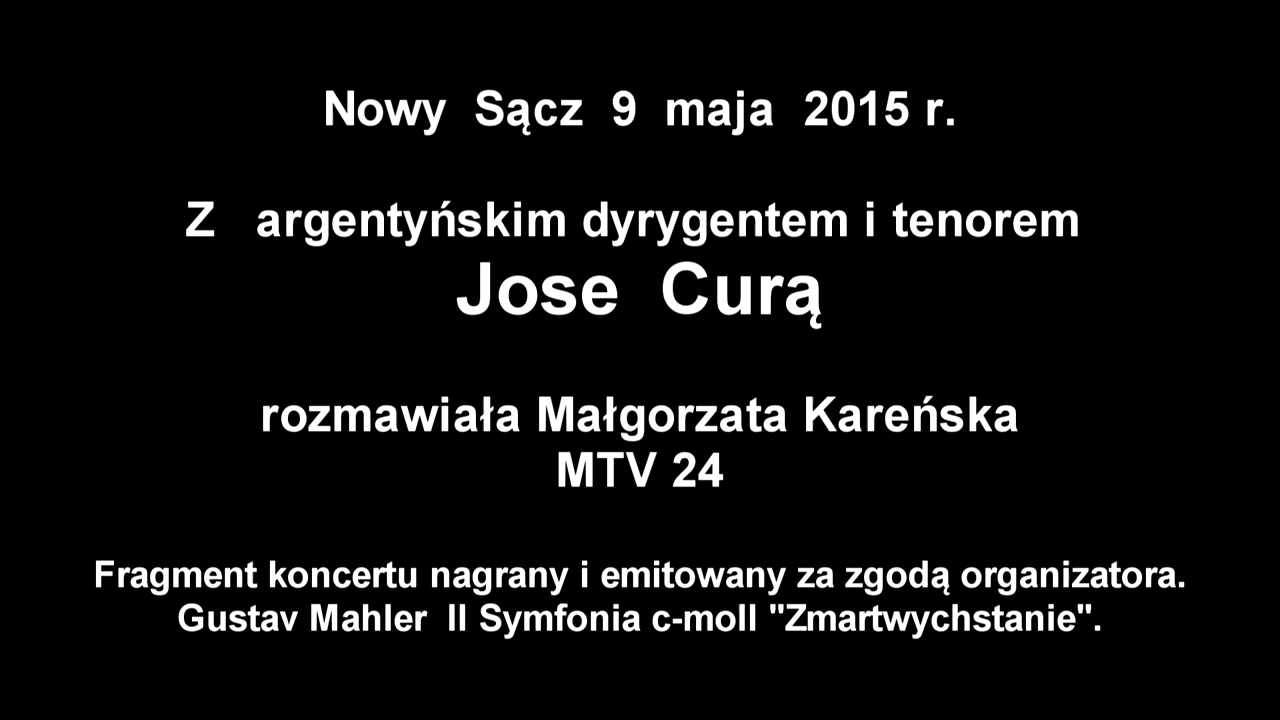 Nowy Sącz 9 maja 2015 r.
Z argentyńskim dyrygentem i tenorem
Jose Curą
rozmawiała Małgorzata Kareńska
MTV 24
Fragment koncertu nagrany i emitowany za zgodą organizatora.
Gustav Mahler II Symfonia c-moll "Zmartwychstanie".